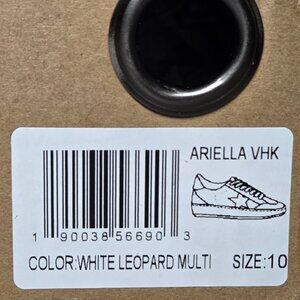 ARIELLA VHK
1 90038 56690 3
COLOR:WHITE LEOPARD MULTI SIZE:10